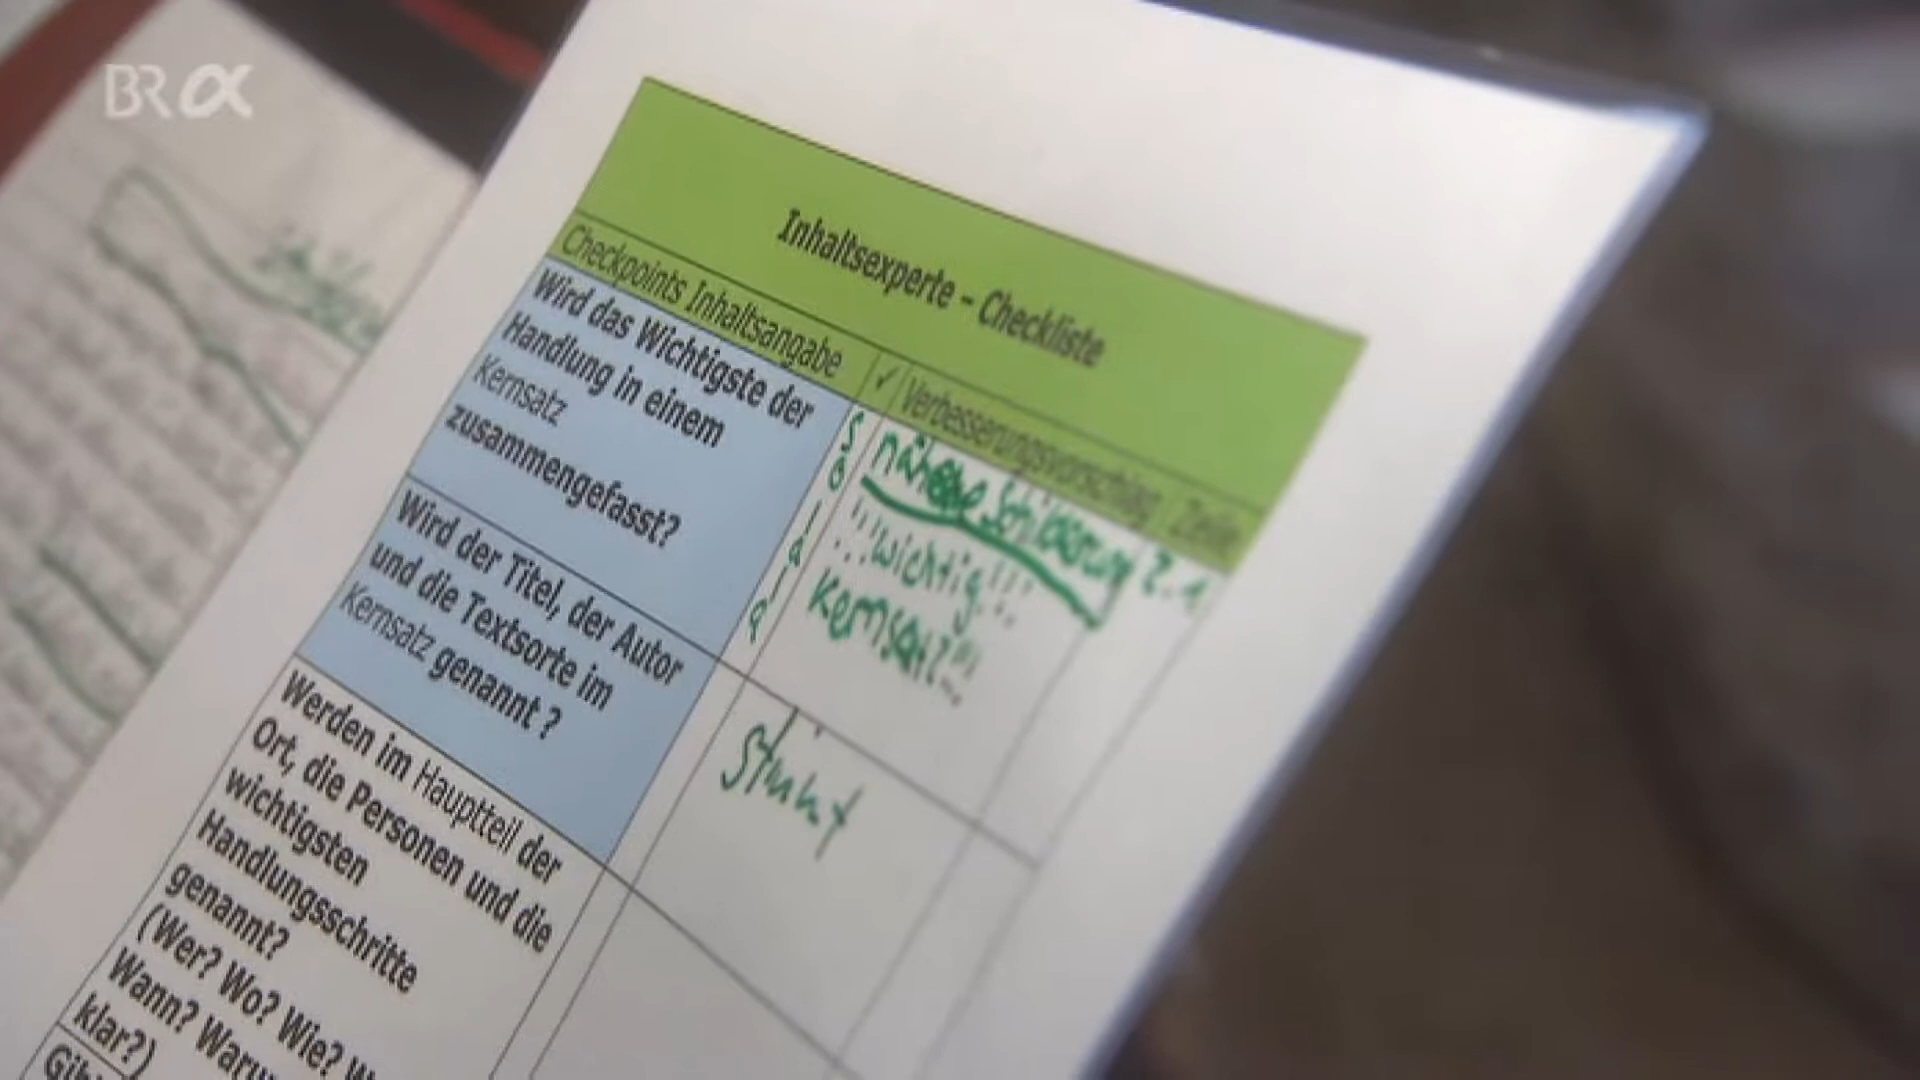 BRα
Inhaltsexperte – Checkliste
Checkpoints Inhaltsangabe ✓ Verbesserungsvorschlag Zeile
Wird das Wichtigste der
Handlung in einem
Kernsatz
zusammengefasst?
Z. 1
wichtig!!!
Kernsatz!!!
Wird der Titel, der Autor
und die Textsorte im
Kernsatz genannt ?
stimmt
Werden im Hauptteil der
Ort, die Personen und die
wichtigsten
Handlungsschritte
genannt?
(Wer? Wo? Wie?
Wann?
klar?)